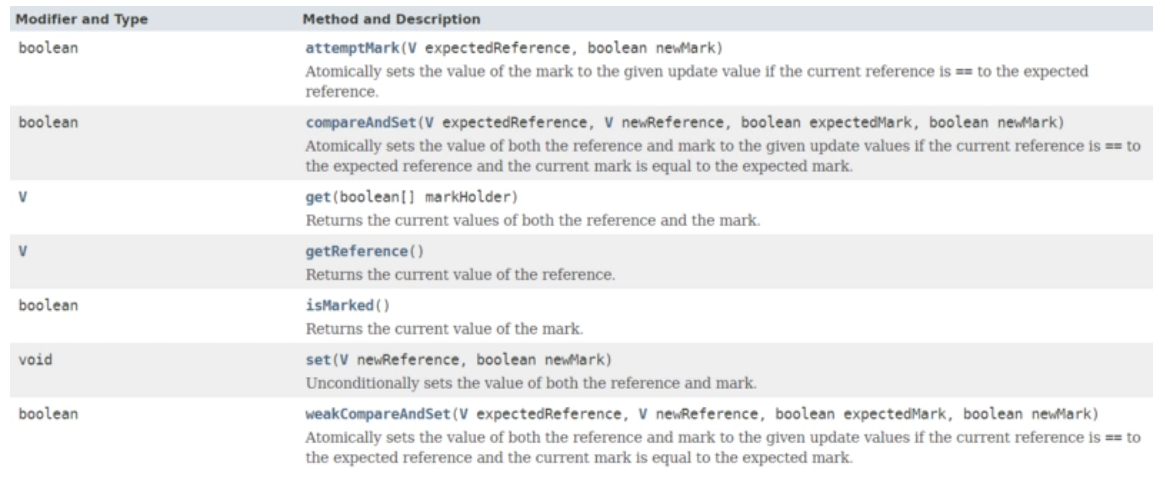 Modifier and Type Method and Description
boolean attemptMark(V expectedReference, boolean newMark)
Atomically sets the value of the mark to the given update value if the current reference is == to the expected
reference.
boolean compareAndSet(V expectedReference, V newReference, boolean expectedMark, boolean newMark)
Atomically sets the value of both the reference and mark to the given update values if the current reference is == to
the expected reference and the current mark is equal to the expected mark.
V get(boolean[] markHolder)
Returns the current values of both the reference and the mark.
V getReference()
Returns the current value of the reference.
boolean isMarked()
Returns the current value of the mark.
void set(V newReference, boolean newMark)
Unconditionally sets the value of both the reference and mark.
boolean weakCompareAndSet(V expectedReference, V newReference, boolean expectedMark, boolean newMark)
Atomically sets the value of both the reference and mark to the given update values if the current reference is == to
the expected reference and the current mark is equal to the expected mark.